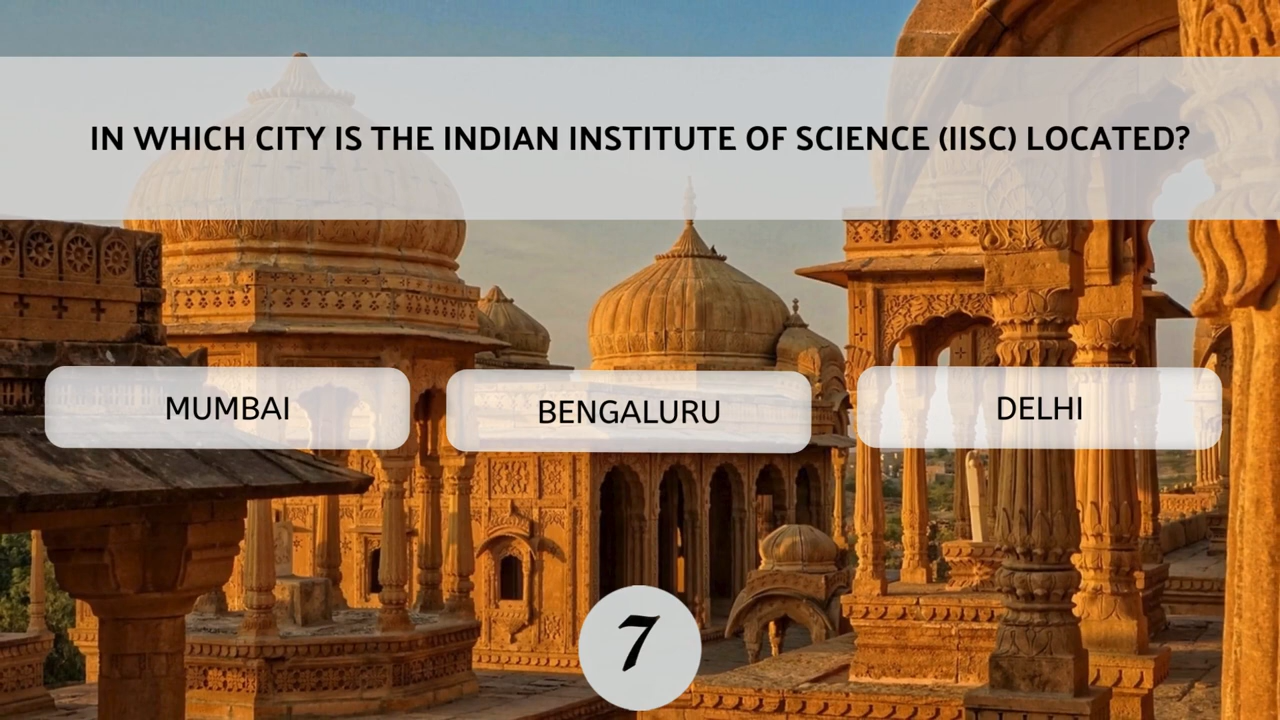 IN WHICH CITY IS THE INDIAN INSTITUTE OF SCIENCE (IISC) LOCATED?
MUMBAI
BENGALURU
DELHI
7